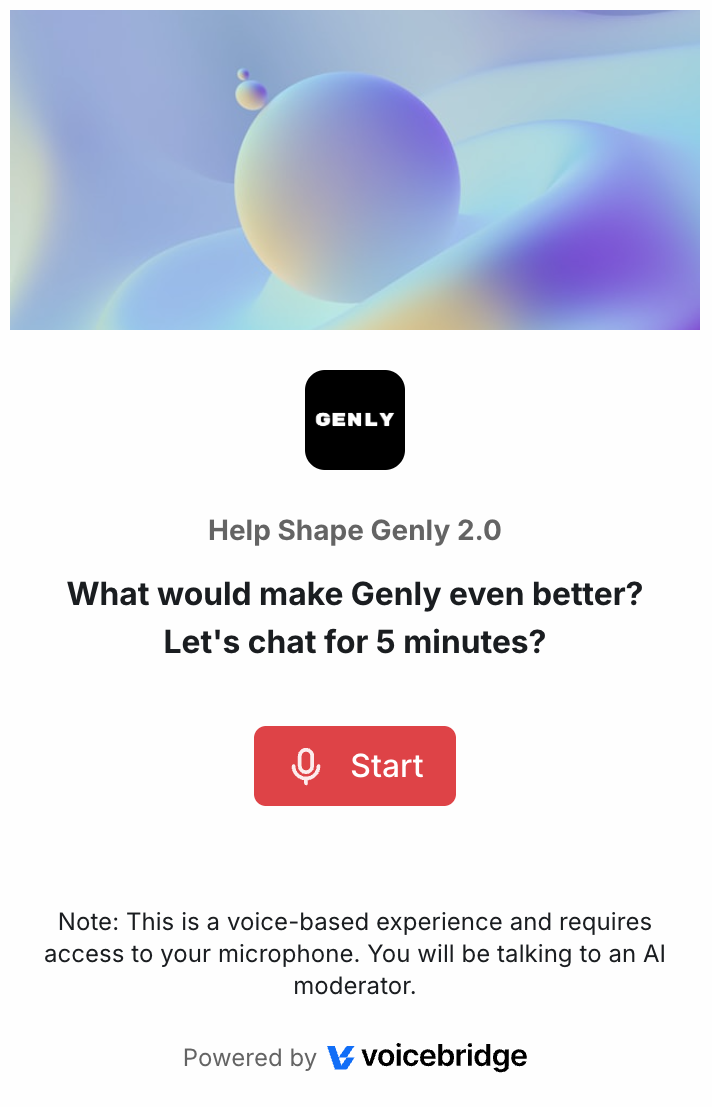 GENLY
Help Shape Genly 2.0
What would make Genly even better?
Let's chat for 5 minutes?
Start
Note: This is a voice-based experience and requires
access to your microphone. You will be talking to an AI
moderator.
Powered by voicebridge